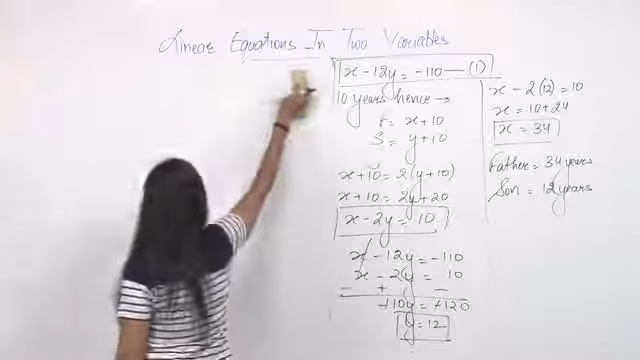 Linear Equations In Two Variables
x - 12y = -110 — (1)
10 years hence →
F = x+10
S = y+10
x+10 = 2(y+10)
x+10 = 2y+20
x - 2y = 10
x - 12y = -110
x - 2y = 10
- + -
-10y = -120
y = 12
x - 2(12) = 10
x = 10+24
x = 34
Father = 34 years
Son = 12 years